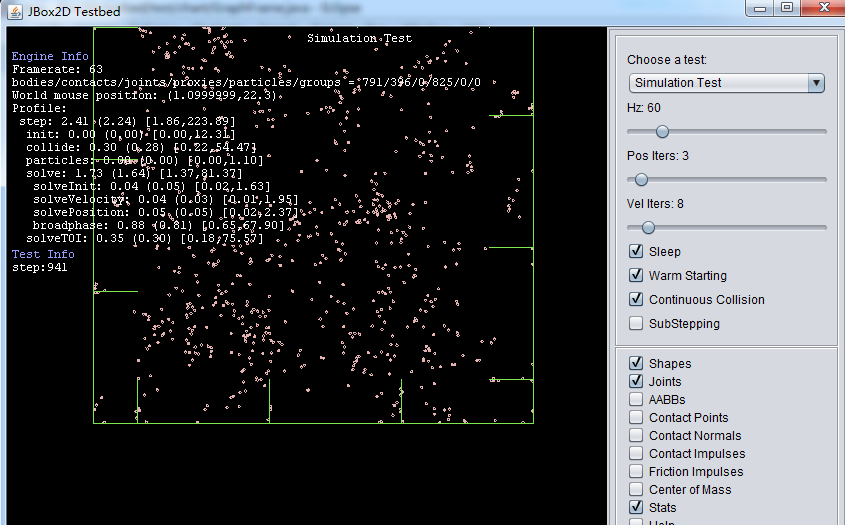 JBox2D Testbed
Simulation Test
Engine Info
Framerate: 63
bodies/contacts/joints/proxies/particles/groups = 791/396/0/825/0/0
World mouse position: (1.0999999,22.3)
Profile:
step: 2.41 (2.24) [1.86,223.89]
init: 0.00 (0.00) [0.00,12.31]
collide: 0.30 (0.28) [0.22,54.47]
particles: 0.00 (0.00) [0.00,1.10]
solve: 1.73 (1.64) [1.37,81.37]
solveInit: 0.04 (0.05) [0.02,1.63]
solveVelocity: 0.04 (0.03) [0.01,1.95]
solvePosition: 0.05 (0.05) [0.02,2.37]
broadphase: 0.88 (0.81) [0.65,67.90]
solveTOI: 0.35 (0.30) [0.18,75.57]
Test Info
step:941
Choose a test:
Simulation Test
Hz: 60
Pos Iters: 3
Vel Iters: 8
Sleep
Warm Starting
Continuous Collision
SubStepping
Shapes
Joints
AABBs
Contact Points
Contact Normals
Contact Impulses
Friction Impulses
Center of Mass
Stats